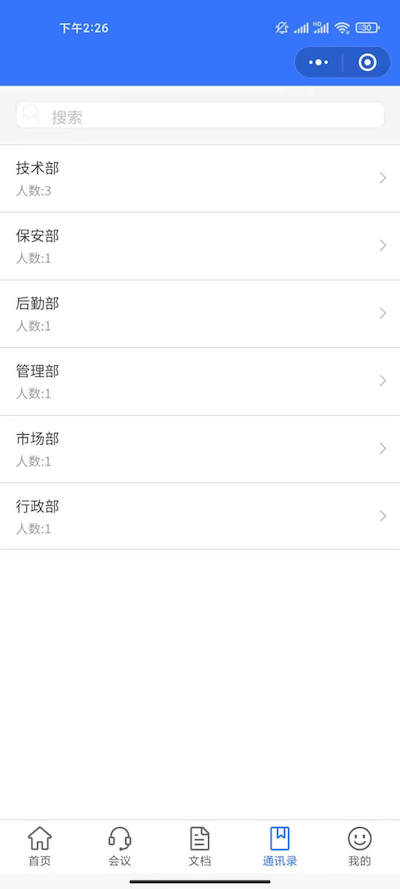 下午2:26
HD
30
搜索
技术部
人数:3
保安部
人数:1
后勤部
人数:1
管理部
人数:1
市场部
人数:1
行政部
人数:1
首页
会议
文档
通讯录
我的